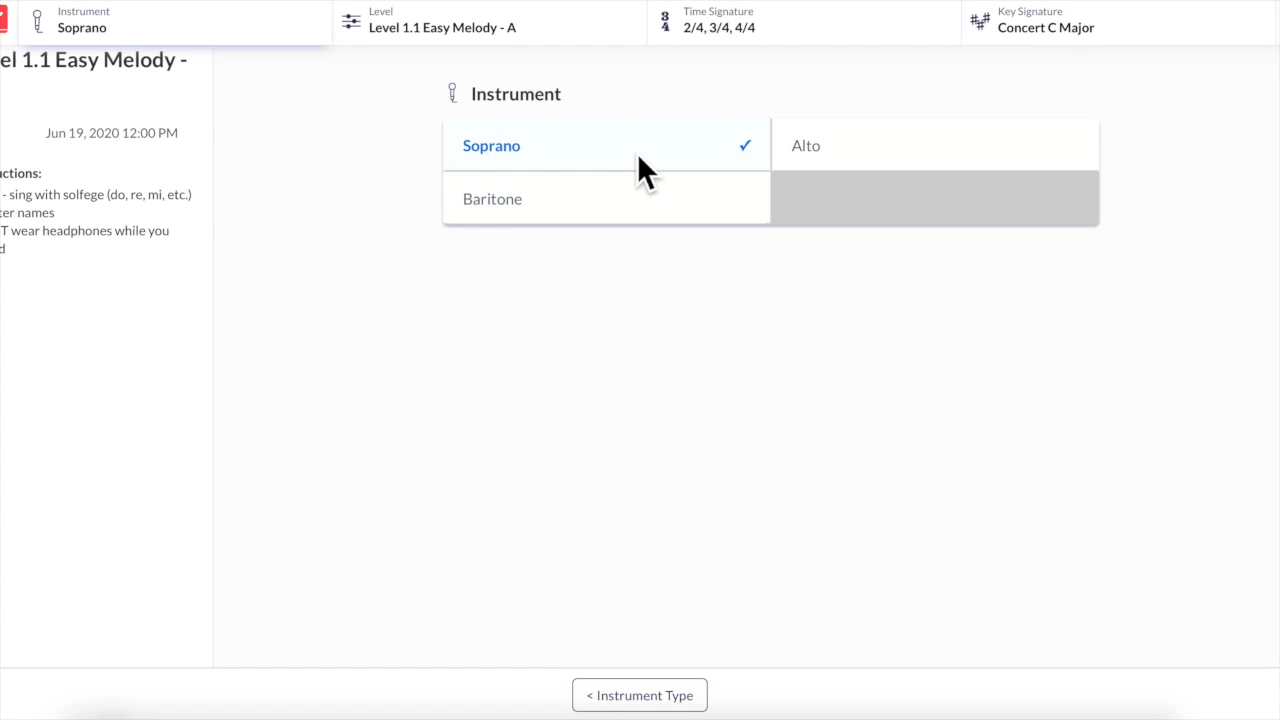 Instrument
Soprano
Level
Level 1.1 Easy Melody - A
3
4
Time Signature
2/4, 3/4, 4/4
Key Signature
Concert C Major
el 1.1 Easy Melody -
Jun 19, 2020 12:00 PM
uctions:
- sing with solfege (do, re, mi, etc.)
ter names
T wear headphones while you
d
Instrument
Soprano ✓
Alto
Baritone
< Instrument Type